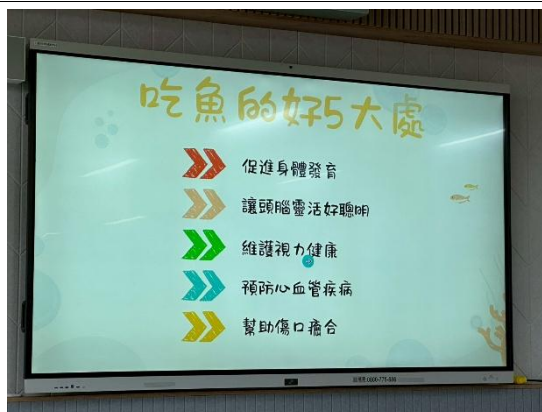 吃魚的好5大處
促進身體發育
讓頭腦靈活好聰明
維護視力健康
預防心血管疾病
幫助傷口癒合